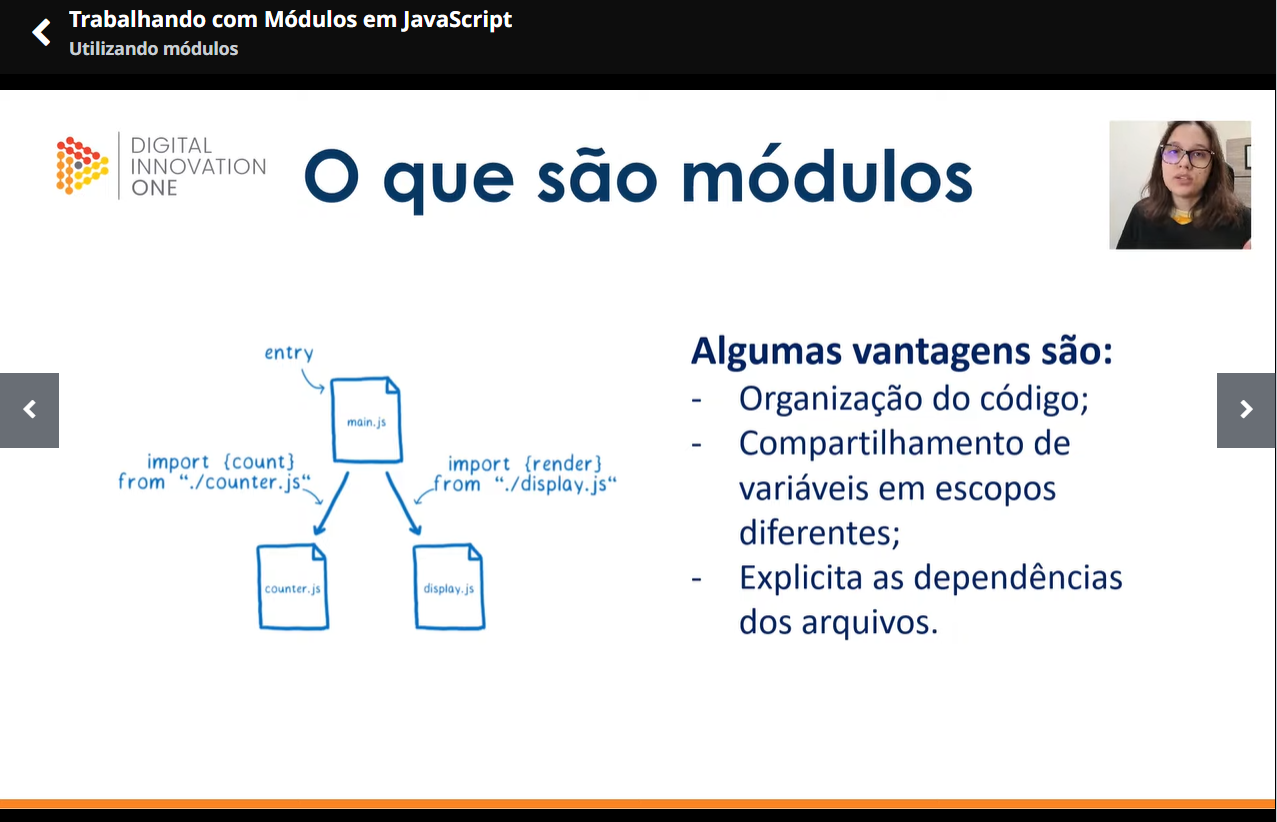 Trabalhando com Módulos em JavaScript
Utilizando módulos
DIGITAL
INNOVATION
ONE
O que são módulos
entry
main.js
import {count}
from “./counter.js“
import {render}
from “./display.js“
counter.js
display.js
Algumas vantagens são:
- Organização do código;
- Compartilhamento de
variáveis em escopos
diferentes;
- Explicita as dependências
dos arquivos.